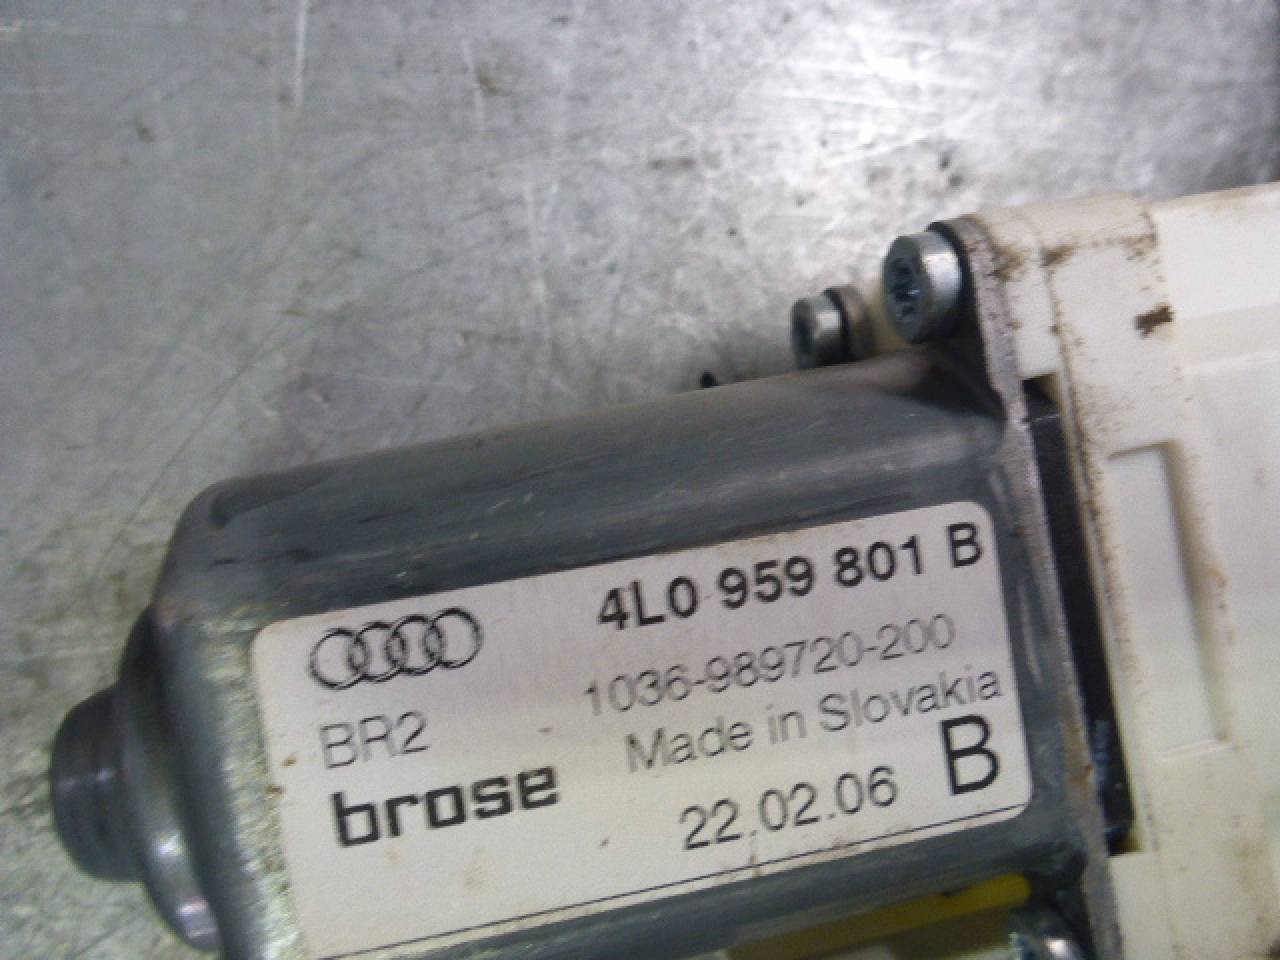 4L0 959 801 B
1036-989720-200
BR2
Made in Slovakia
brose
22.02.06 B